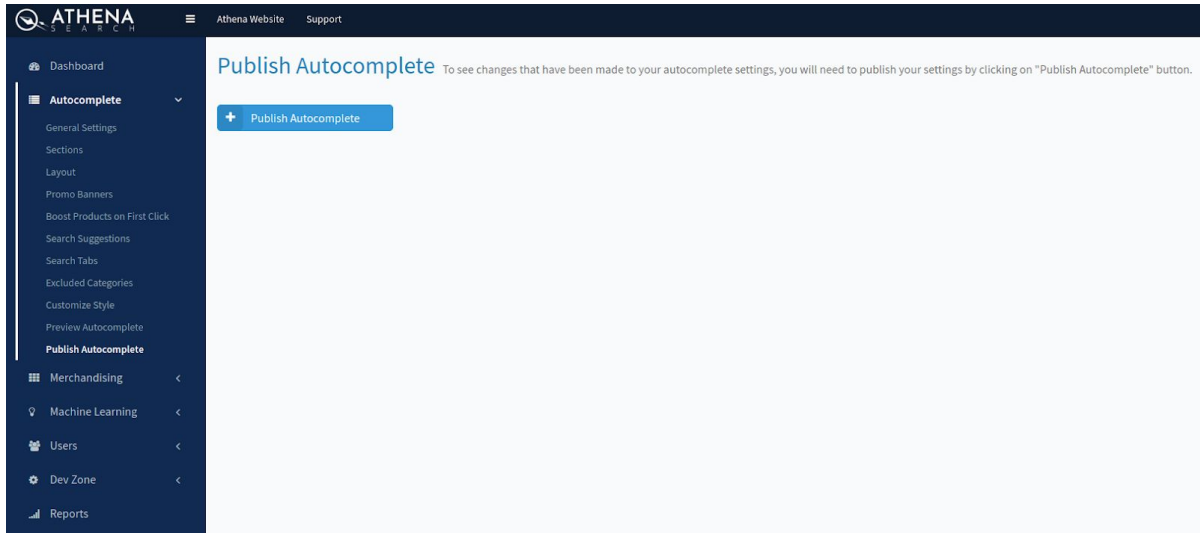 ATHENA
SEARCH
Athena Website Support
Dashboard
Autocomplete
General Settings
Sections
Layout
Promo Banners
Boost Products on First Click
Search Suggestions
Search Tabs
Excluded Categories
Customize Style
Preview Autocomplete
Publish Autocomplete
Merchandising
Machine Learning
Users
Dev Zone
Reports
Publish Autocomplete To see changes that have been made to your autocomplete settings, you will need to publish your settings by clicking on "Publish Autocomplete" button.
Publish Autocomplete